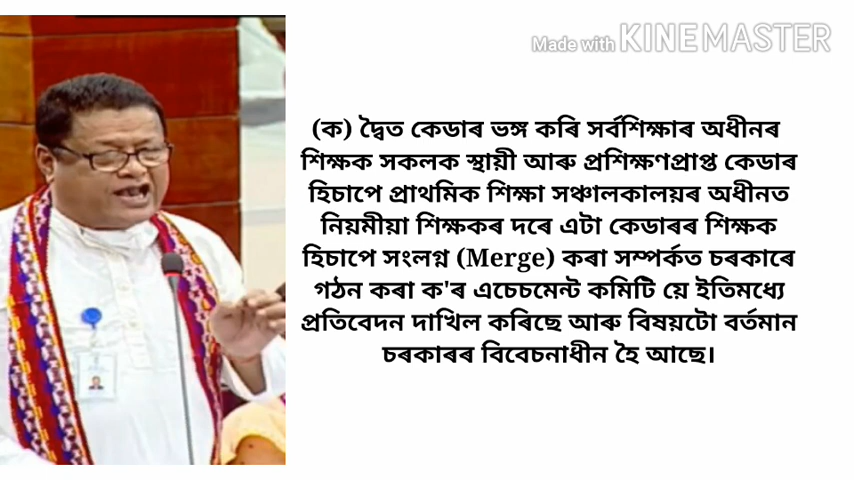 Made with KINEMASTER
(ক) দ্বৈত কেডাৰ ভঙ্গ কৰি সৰ্বশিক্ষাৰ অধীনৰ
শিক্ষক সকলক স্থায়ী আৰু প্ৰশিক্ষণপ্ৰাপ্ত কেডাৰ
হিচাপে প্ৰাথমিক শিক্ষা সঞ্চালকালয়ৰ অধীনত
নিয়মীয়া শিক্ষকৰ দৰে এটা কেডাৰৰ শিক্ষক
হিচাপে সংলগ্ন (Merge) কৰা সম্পৰ্কত চৰকাৰে
গঠন কৰা ক'ৰ এচেচমেন্ট কমিটি য়ে ইতিমধ্যে
প্ৰতিবেদন দাখিল কৰিছে আৰু বিষয়টো বৰ্তমান
চৰকাৰৰ বিবেচনাধীন হৈ আছে।